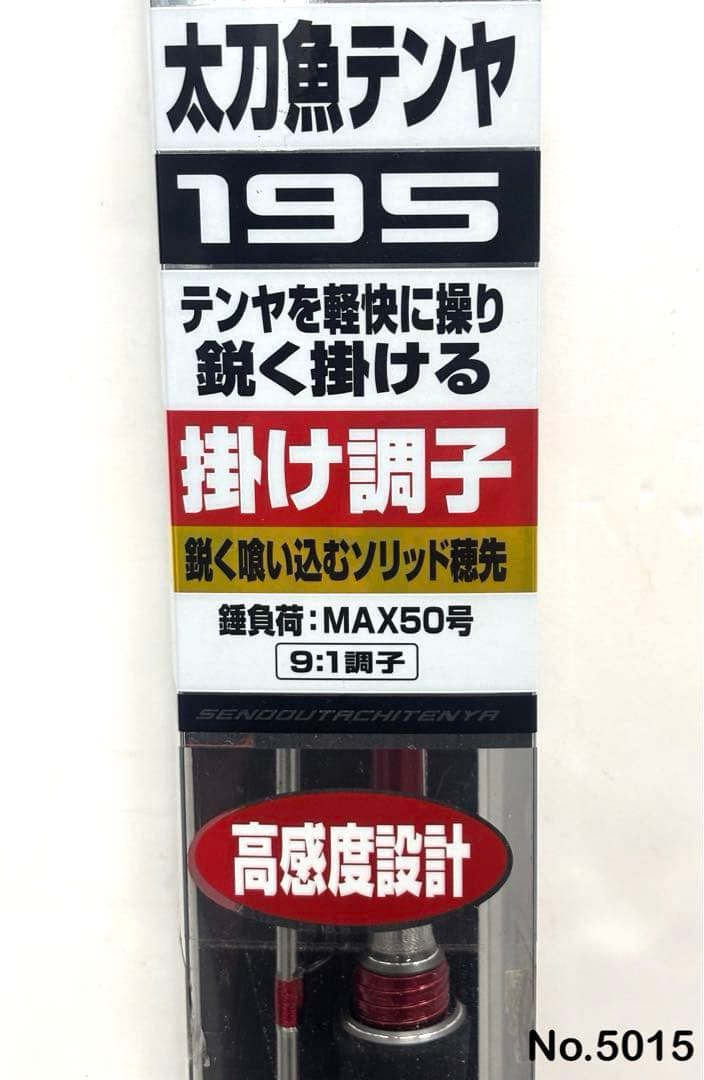 太刀魚テンヤ
195
テンヤを軽快に操り
鋭く掛ける
掛け調子
鋭く喰い込むソリッド穂先
錘負荷:MAX50号
9:1調子
SENDOUTACHITENYA
高感度設計
No.5015